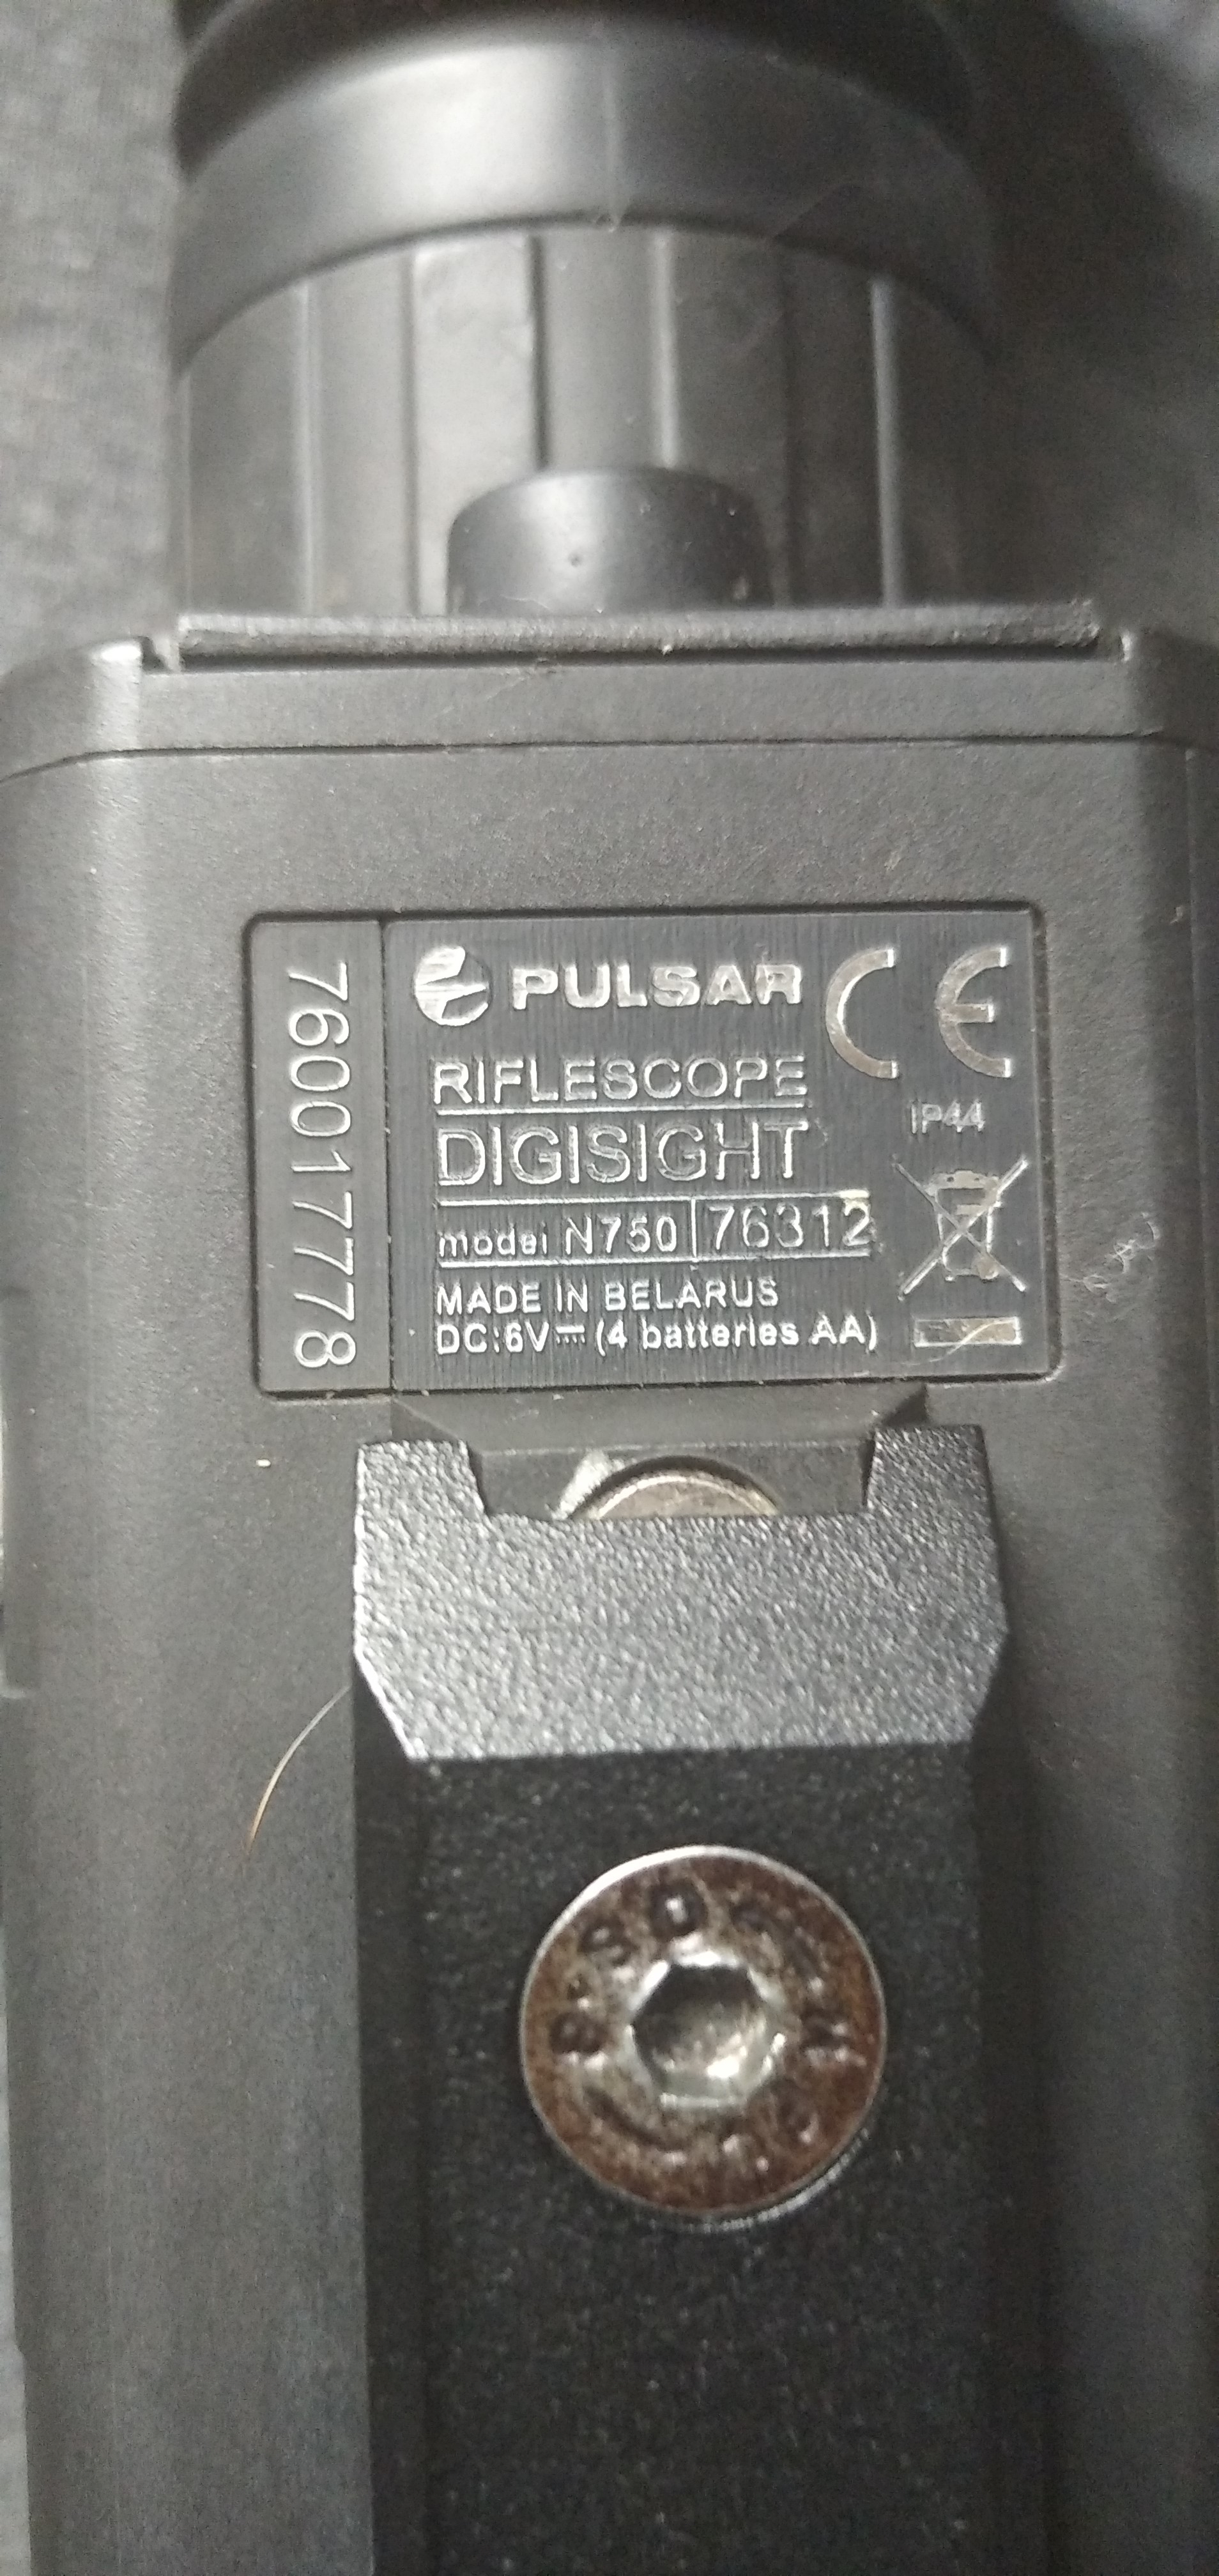 76001778
PULSAR
CE
RIFLESCOPE
DIGISIGHT
IP44
model N750 76312
MADE IN BELARUS
DC:6V (4 batteries AA)